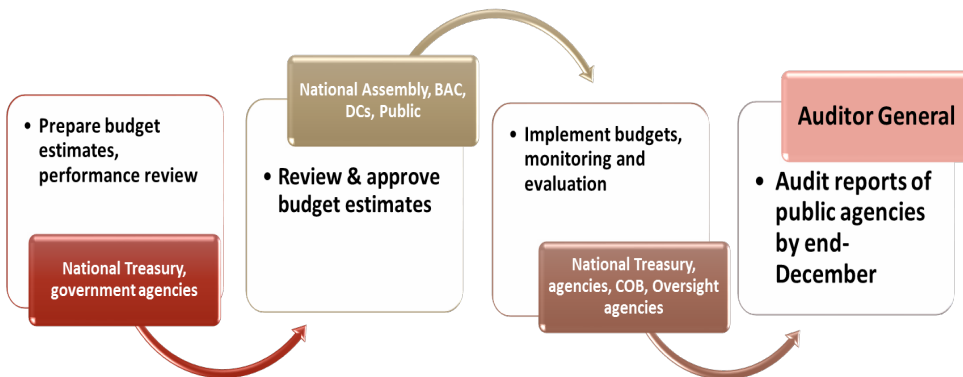 • Prepare budget
estimates,
performance review
National Treasury,
government agencies
National Assembly, BAC,
DCs, Public
• Review & approve
budget estimates
• Implement budgets,
monitoring and
evaluation
National Treasury,
agencies, COB, Oversight
agencies
Auditor General
• Audit reports of
public agencies
by end-
December